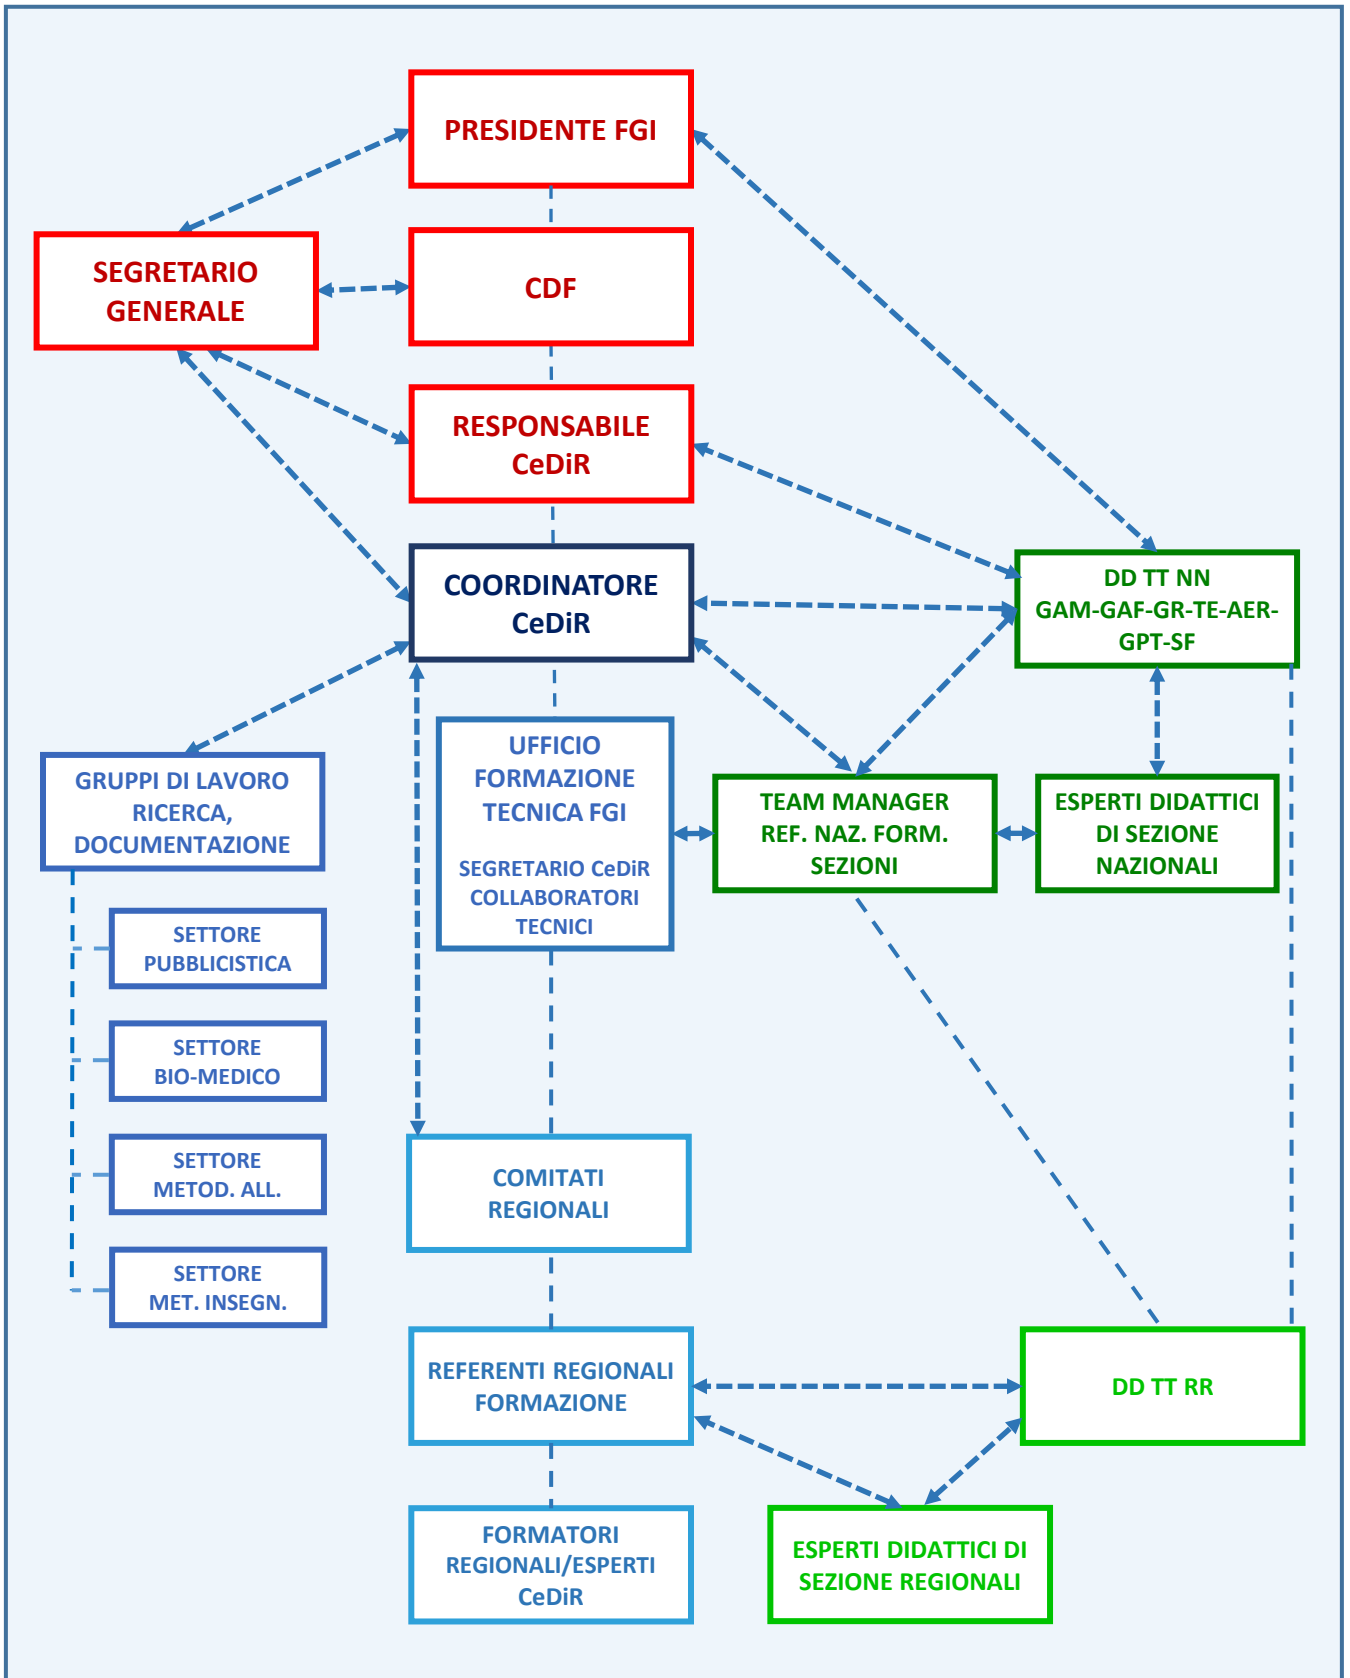 PRESIDENTE FGI
SEGRETARIO
GENERALE
CDF
RESPONSABILE
CeDiR
COORDINATORE
CeDiR
DD TT NN
GAM-GAF-GR-TE-AER-
GPT-SF
GRUPPI DI LAVORO
RICERCA,
DOCUMENTAZIONE
UFFICIO
FORMAZIONE
TECNICA FGI
SEGRETARIO CeDiR
COLLABORATORI
TECNICI
TEAM MANAGER
REF. NAZ. FORM.
SEZIONI
ESPERTI DIDATTICI
DI SEZIONE
NAZIONALI
SETTORE
PUBBLICISTICA
SETTORE
BIO-MEDICO
SETTORE
METOD. ALL.
SETTORE
MET. INSEGN.
COMITATI
REGIONALI
REFERENTI REGIONALI
FORMAZIONE
DD TT RR
FORMATORI
REGIONALI/ESPERTI
CeDiR
ESPERTI DIDATTICI DI
SEZIONE REGIONALI